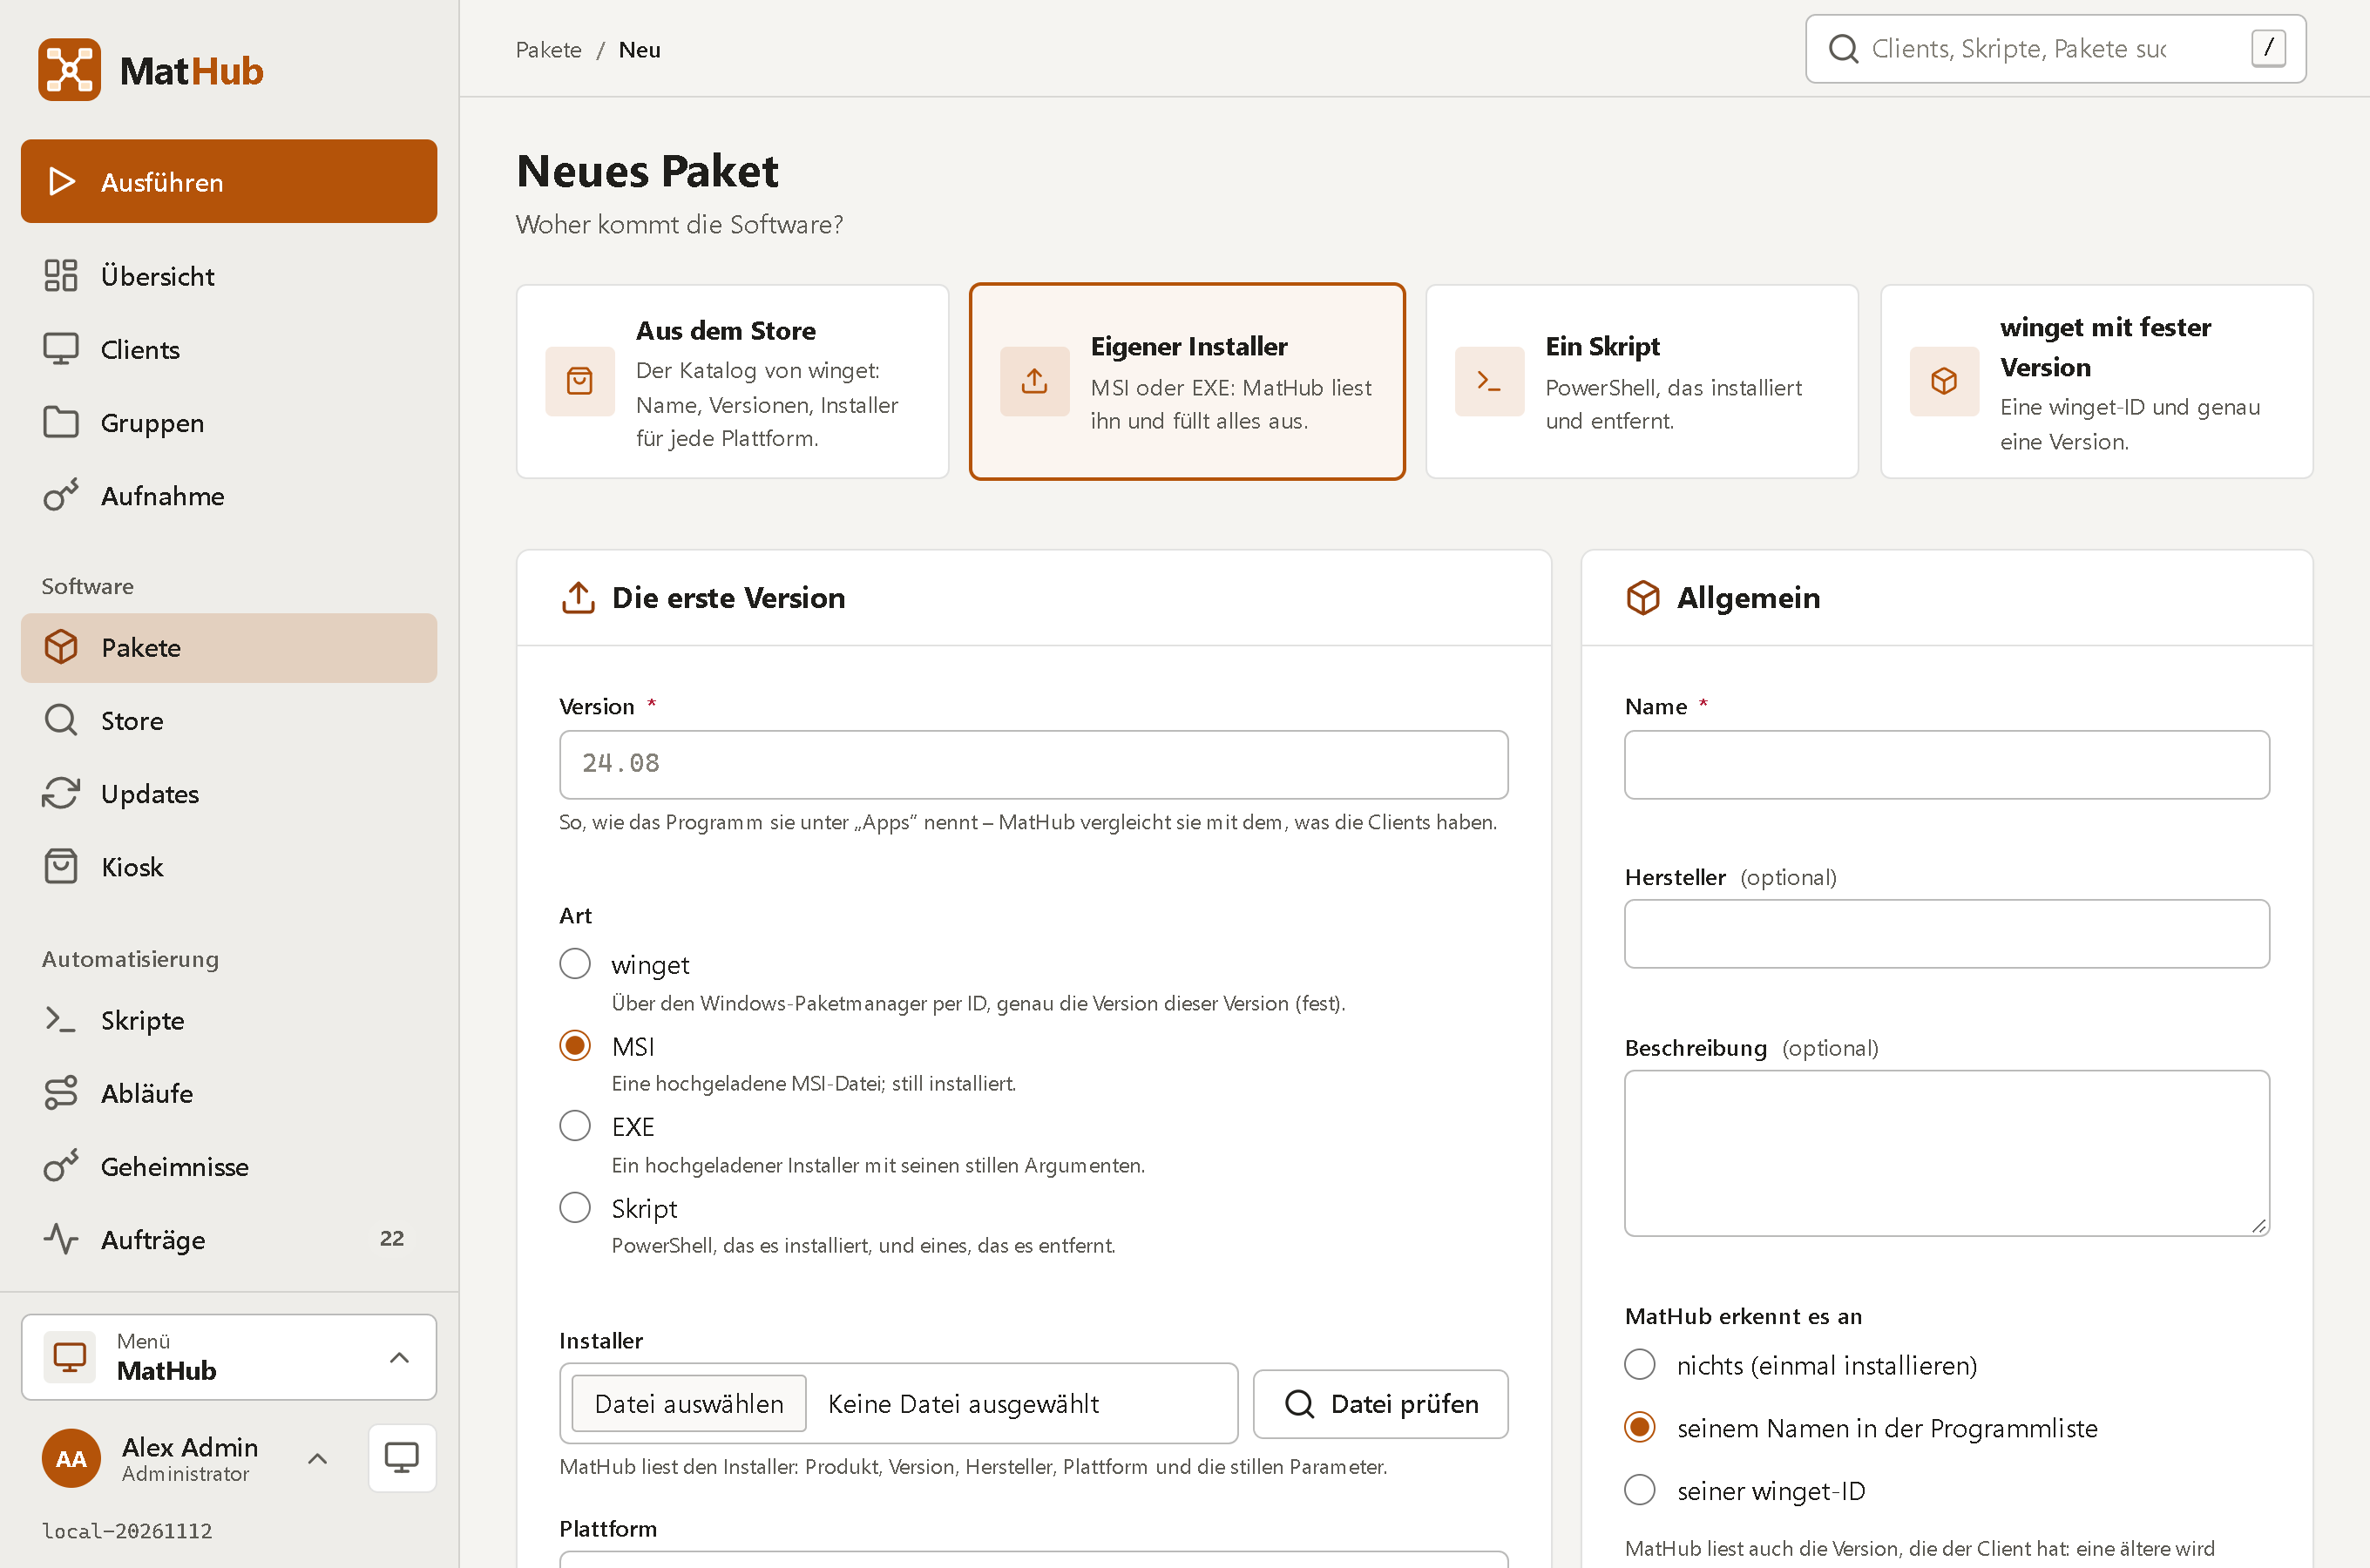 MatHub
Ausführen
Übersicht
Clients
Gruppen
Aufnahme
Software
Pakete
Store
Updates
Kiosk
Automatisierung
Skripte
Abläufe
Geheimnisse
Aufträge 22
Menü
MatHub
AA
Alex Admin
Administrator
local-20261112
Pakete / Neu
Clients, Skripte, Pakete suc
/
Neues Paket
Woher kommt die Software?
Aus dem Store
Der Katalog von winget:
Name, Versionen, Installer
für jede Plattform.
Eigener Installer
MSI oder EXE: MatHub liest
ihn und füllt alles aus.
Ein Skript
PowerShell, das installiert
und entfernt.
winget mit fester
Version
Eine winget-ID und genau
eine Version.
Die erste Version
Version *
24.08
So, wie das Programm sie unter „Apps“ nennt – MatHub vergleicht sie mit dem, was die Clients haben.
Art
winget
Über den Windows-Paketmanager per ID, genau die Version dieser Version (fest).
MSI
Eine hochgeladene MSI-Datei; still installiert.
EXE
Ein hochgeladener Installer mit seinen stillen Argumenten.
Skript
PowerShell, das es installiert, und eines, das es entfernt.
Installer
Datei auswählen Keine Datei ausgewählt
Datei prüfen
MatHub liest den Installer: Produkt, Version, Hersteller, Plattform und die stillen Parameter.
Plattform
Allgemein
Name *
Hersteller (optional)
Beschreibung (optional)
MatHub erkennt es an
nichts (einmal installieren)
seinem Namen in der Programmliste
seiner winget-ID
MatHub liest auch die Version, die der Client hat: eine ältere wird